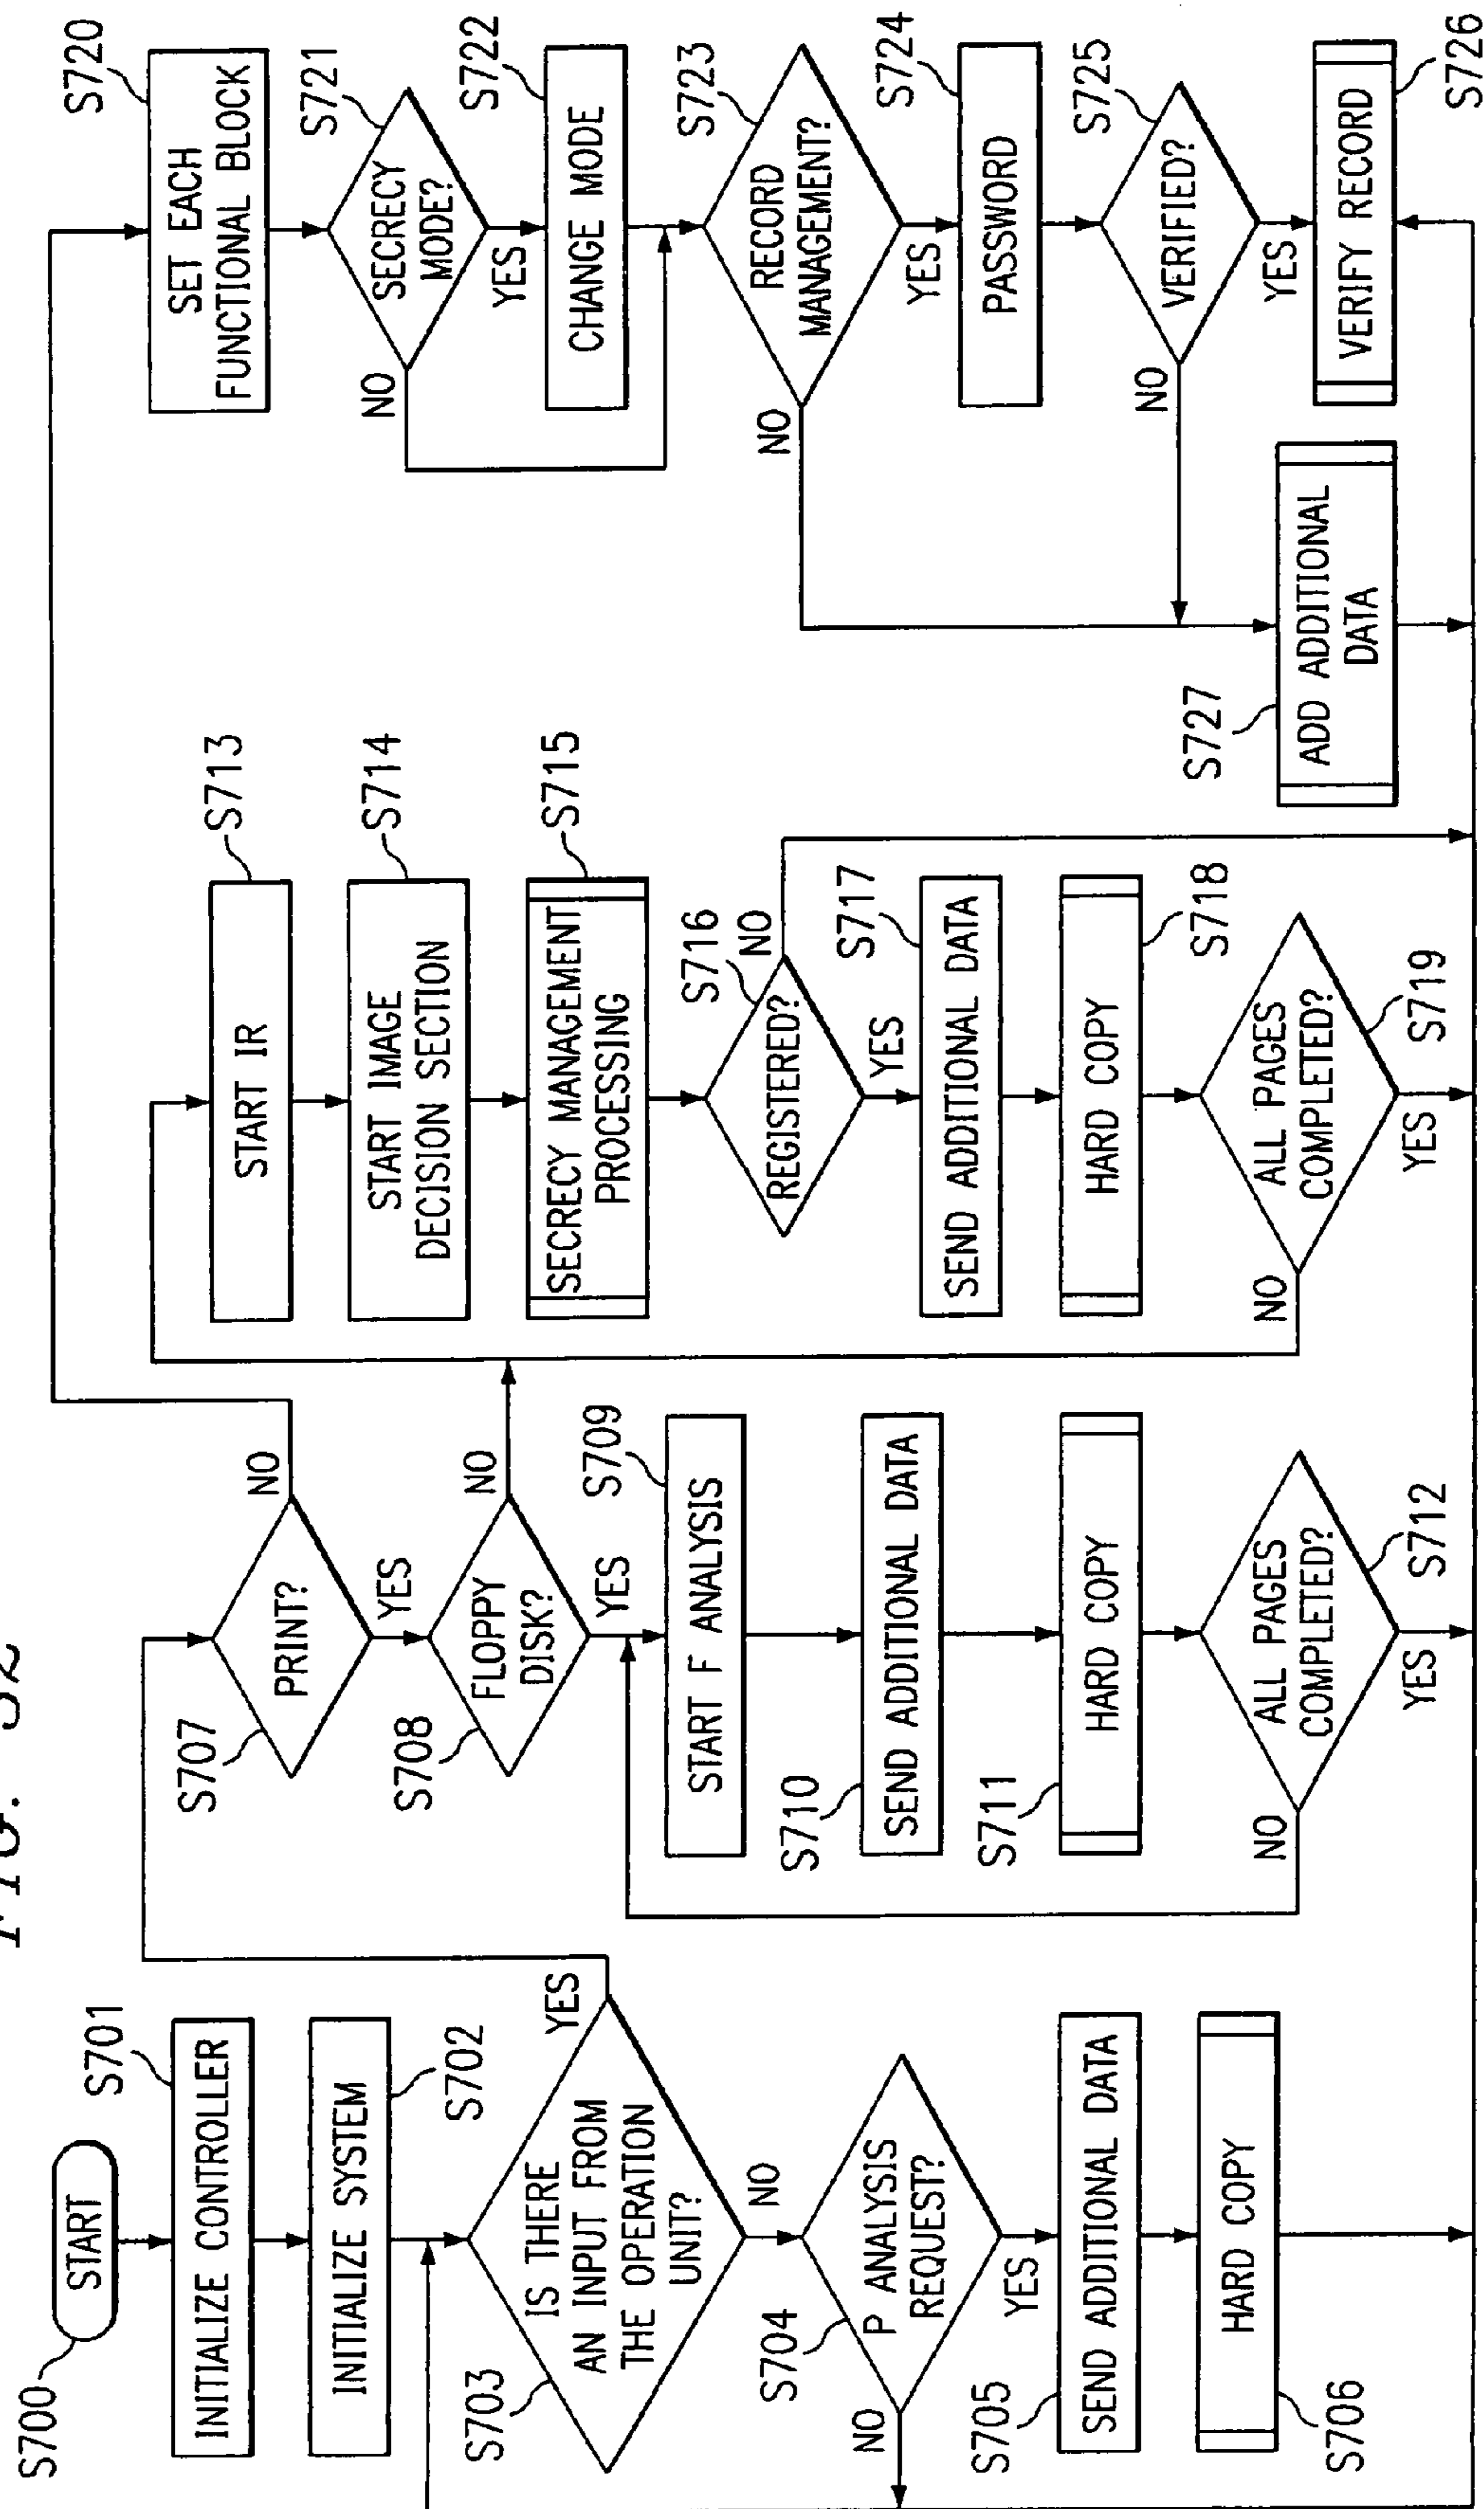 FIG. 32
START
S700
INITIALIZE CONTROLLER
S701
INITIALIZE SYSTEM
S702
IS THERE
AN INPUT FROM
THE OPERATION
UNIT?
S703
YES
NO
P ANALYSIS
REQUEST?
S704
NO
YES
SEND ADDITIONAL DATA
S705
HARD COPY
S706
PRINT?
S707
NO
YES
FLOPPY
DISK?
S708
NO
YES
START F ANALYSIS
S709
SEND ADDITIONAL DATA
S710
HARD COPY
S711
ALL PAGES
COMPLETED?
S712
NO
YES
START IR
S713
START IMAGE
DECISION SECTION
S714
SECRECY MANAGEMENT
PROCESSING
S715
REGISTERED?
S716
NO
YES
SEND ADDITIONAL DATA
S717
HARD COPY
S718
ALL PAGES
COMPLETED?
S719
NO
YES
SET EACH
FUNCTIONAL BLOCK
S720
SECRECY
MODE?
S721
NO
YES
CHANGE MODE
S722
RECORD
MANAGEMENT?
S723
NO
YES
PASSWORD
S724
VERIFIED?
S725
NO
YES
VERIFY RECORD
S726
ADD ADDITIONAL
DATA
S727